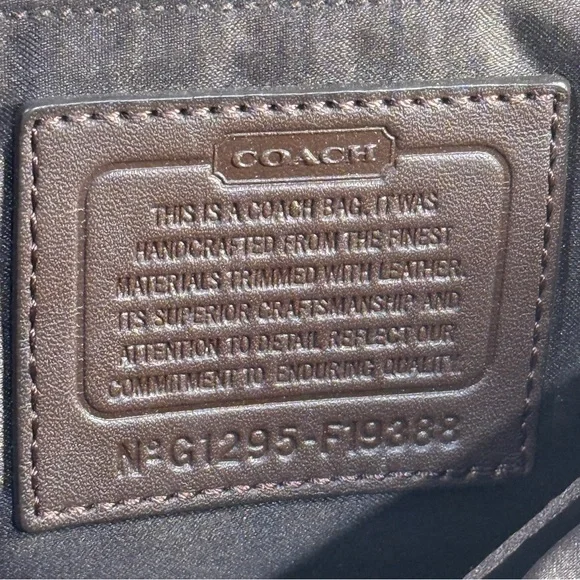 COACH
THIS IS A COACH BAG. IT WAS
HANDCRAFTED FROM THE FINEST
MATERIALS TRIMMED WITH LEATHER.
ITS SUPERIOR CRAFTSMANSHIP AND
ATTENTION TO DETAIL REFLECT OUR
COMMITMENT TO ENDURING QUALITY.
Nº G1295-F19388